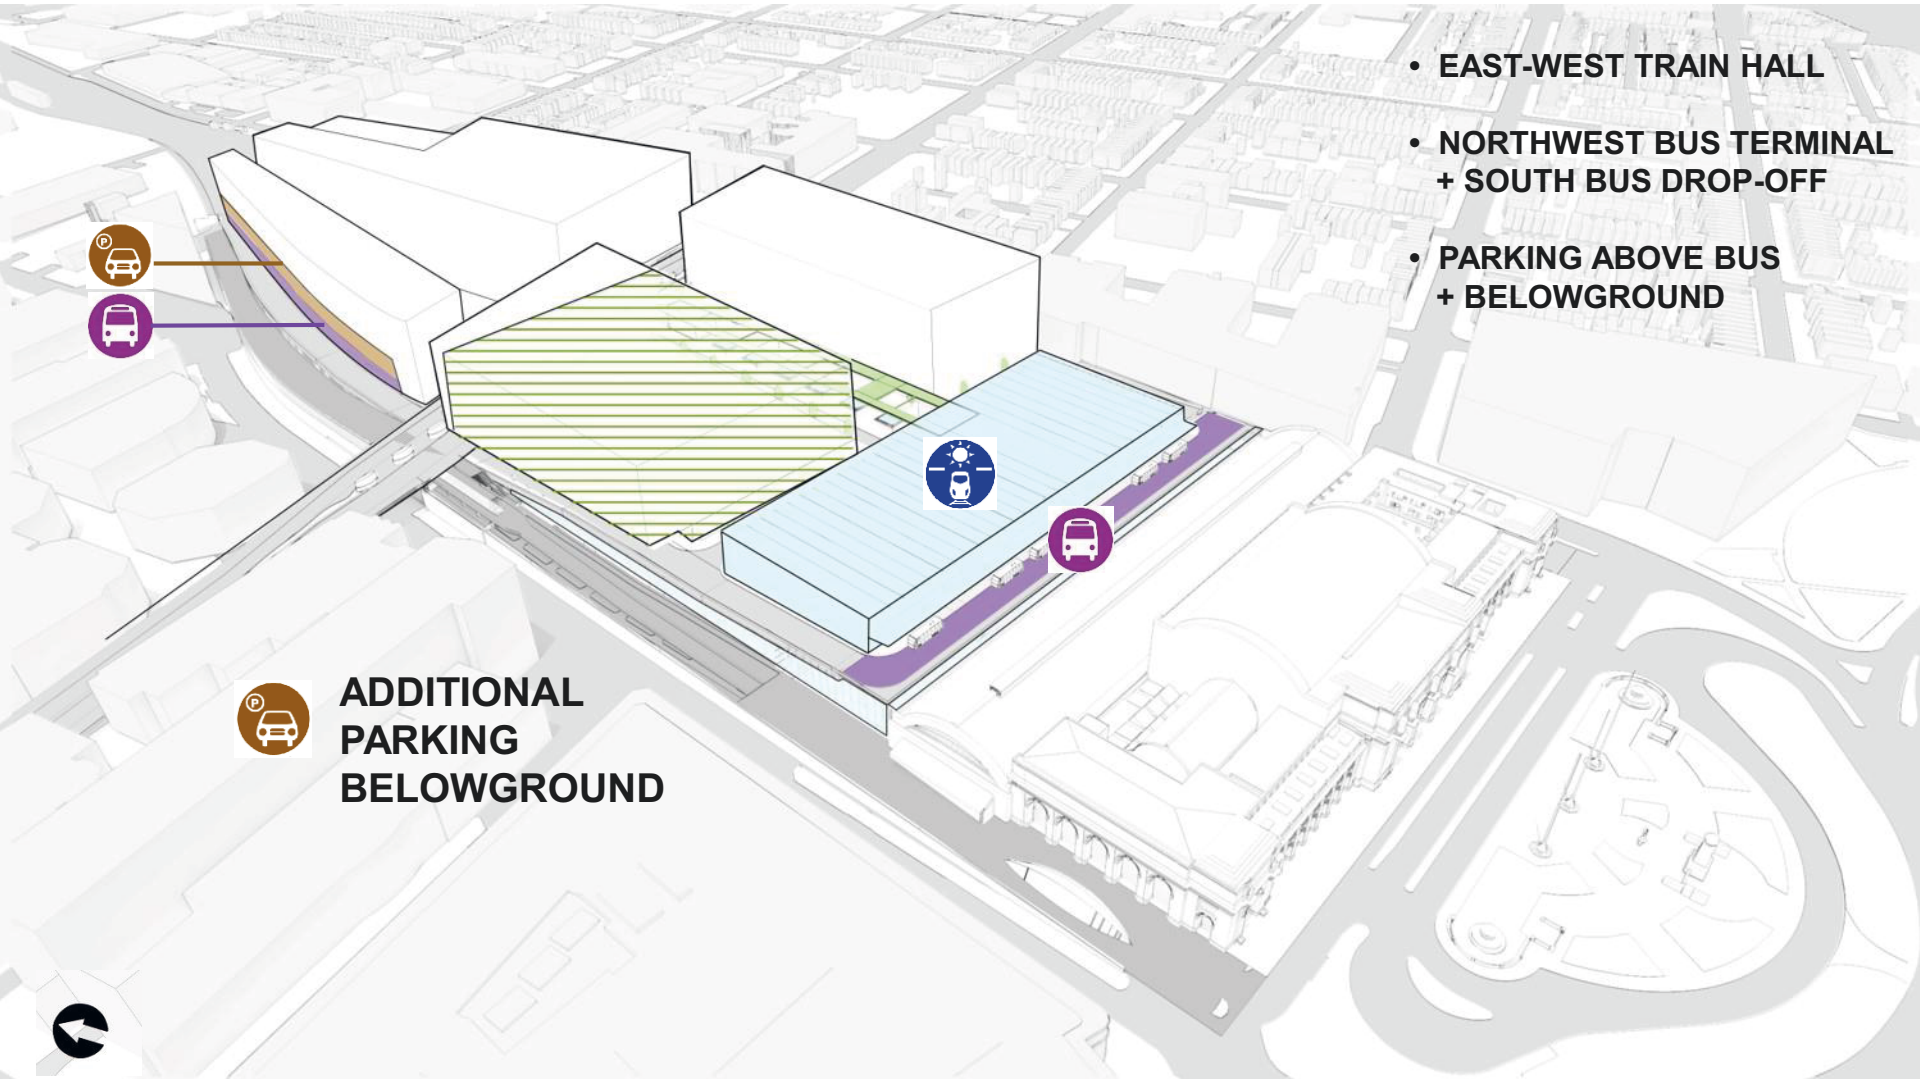 • EAST-WEST TRAIN HALL
• NORTHWEST BUS TERMINAL
+ SOUTH BUS DROP-OFF
• PARKING ABOVE BUS
+ BELOWGROUND
P
P
ADDITIONAL
PARKING
BELOWGROUND